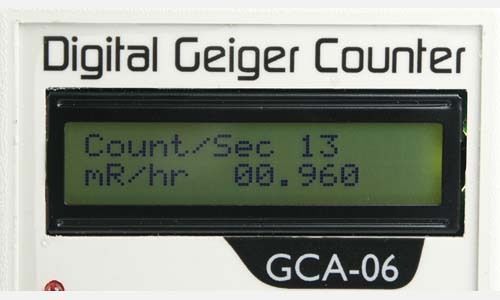 Digital Geiger Counter
Count/Sec 13
mR/hr 00.960
GCA-06